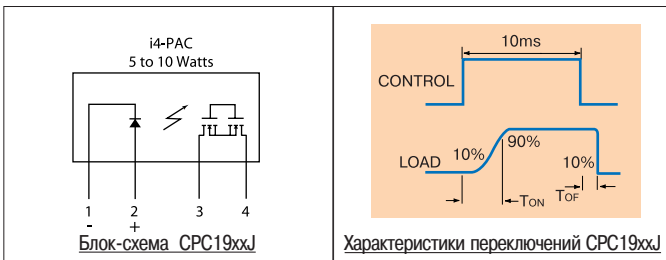 i4-PAC
5 to 10 Watts
1 2 3 4
- +
Блок-схема CPC19xxJ
10ms
CONTROL
LOAD 10% 90% 10%
TON TOF
Характеристики переключений CPC19xxJ